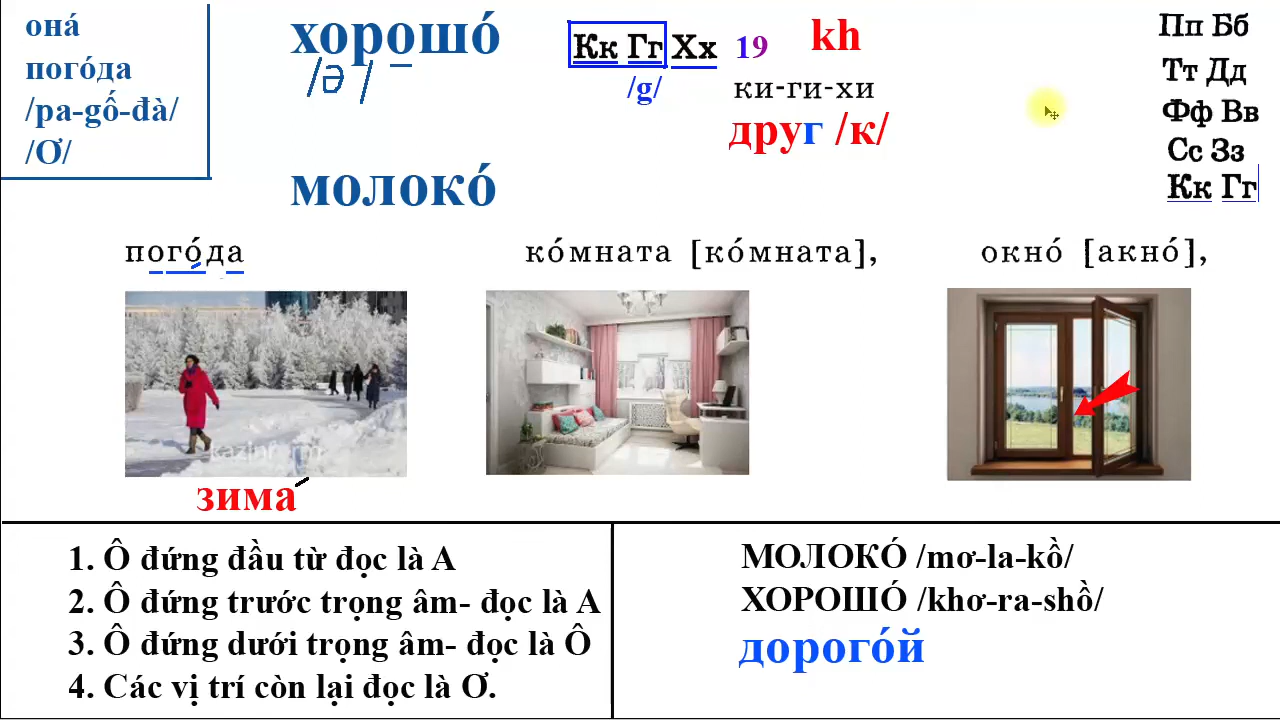 она́
пого́да
/pa-gố-đà/
/Ơ/
хорошо́
/ə /
молоко́
Кк Гг Хх 19 kh
/g/
ки-ги-хи
друг /к/
Пп Бб
Тт Дд
Фф Вв
Сс Зз
Кк Гг
пого́да
ко́мната [ко́мната],
окно́ [акно́],
kazinform
зима́
1. Ô đứng đầu từ đọc là A
2. Ô đứng trước trọng âm- đọc là A
3. Ô đứng dưới trọng âm- đọc là Ô
4. Các vị trí còn lại đọc là Ơ.
МОЛОКО́ /mơ-la-kồ/
ХОРОШО́ /khơ-ra-shồ/
дорого́й